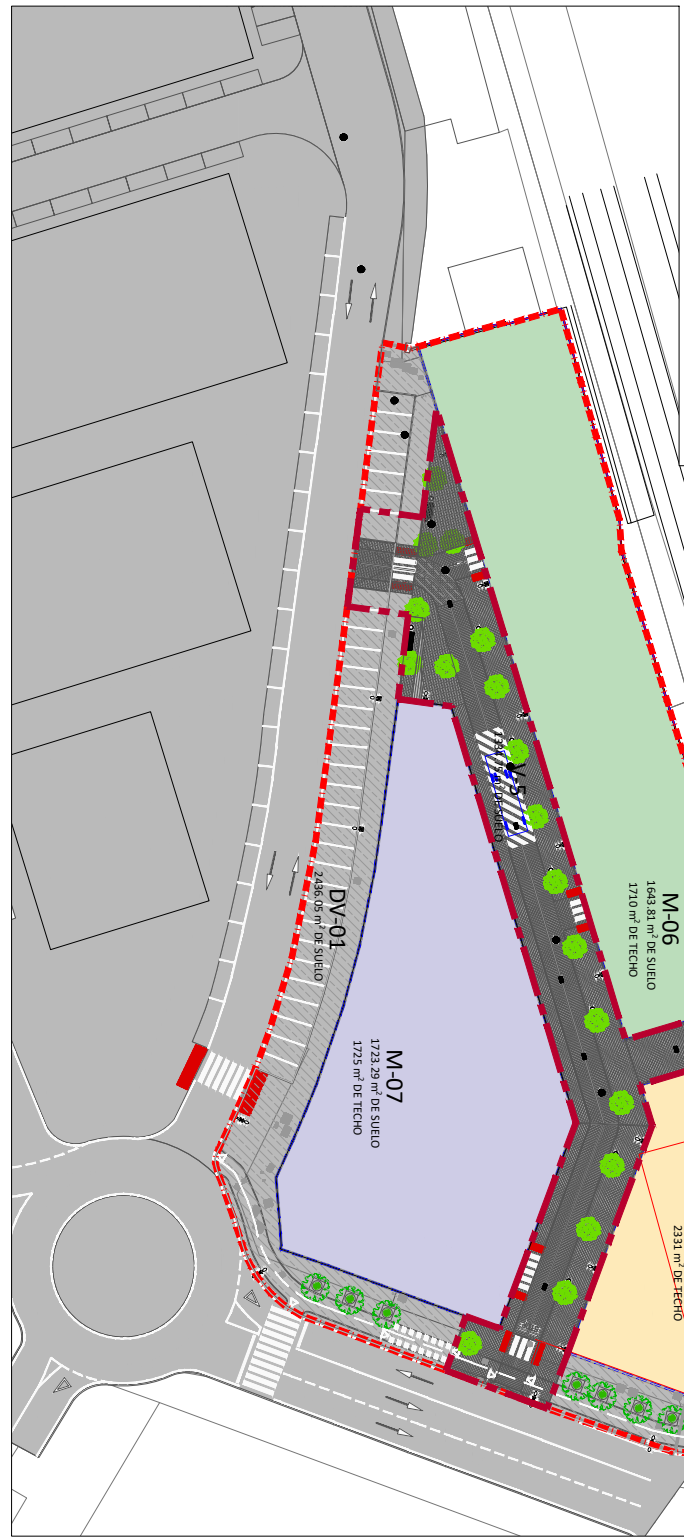 M-06
1643.81 m² DE SUELO
1710 m² DE TECHO
V-5
DV-01
2436.05 m² DE SUELO
M-07
1723.29 m² DE SUELO
1725 m² DE TECHO
2331 m² DE TECHO